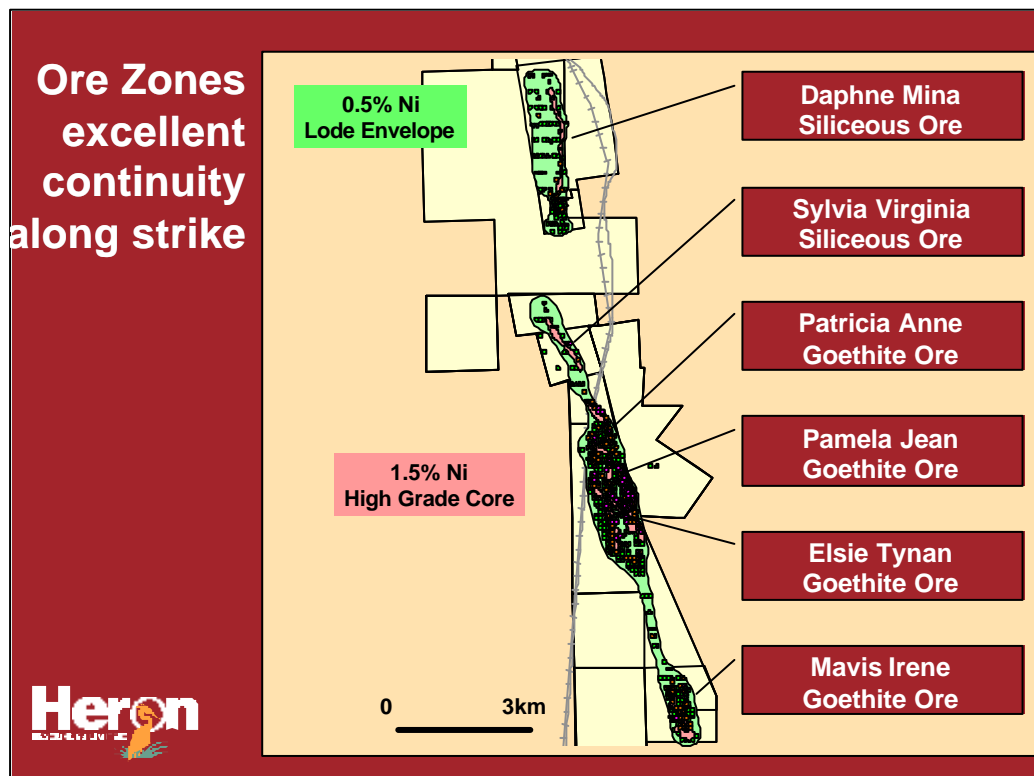 Ore Zones
excellent
continuity
along strike
0.5% Ni
Lode Envelope
Daphne Mina
Siliceous Ore
Sylvia Virginia
Siliceous Ore
Patricia Anne
Goethite Ore
1.5% Ni
High Grade Core
Pamela Jean
Goethite Ore
Elsie Tynan
Goethite Ore
Mavis Irene
Goethite Ore
0 3km
Heron